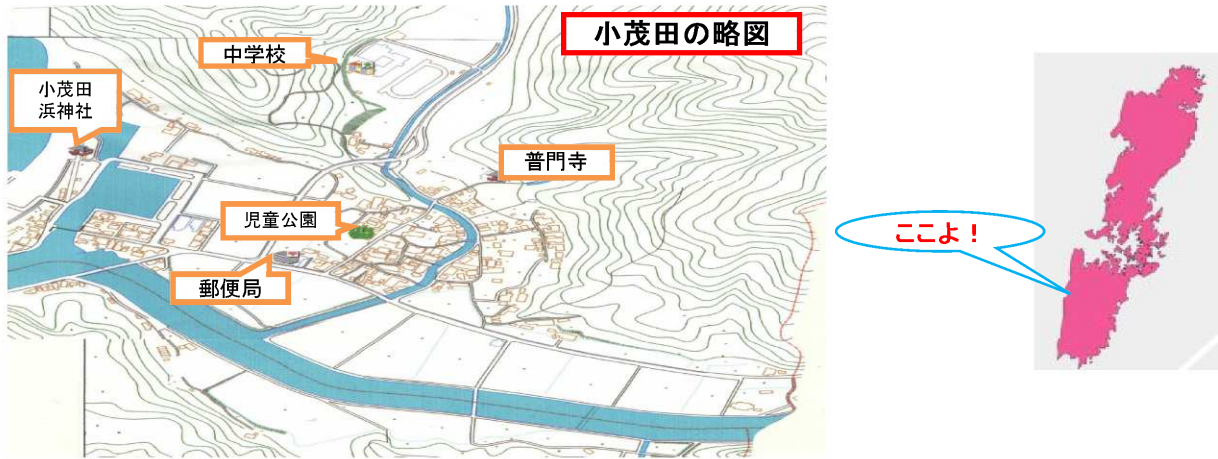 小茂田の略図
中学校
小茂田
浜神社
普門寺
児童公園
郵便局
ここよ！